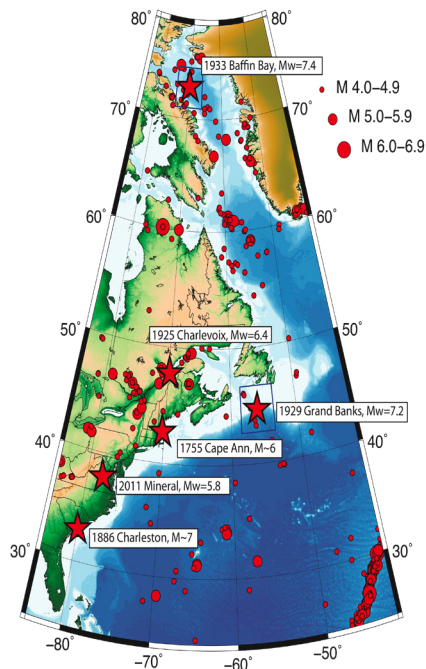 80°
80°
1933 Baffin Bay, Mw=7.4
M 4.0–4.9
70°
70°
M 5.0–5.9
M 6.0–6.9
60°
60°
50°
50°
1925 Charlevoix, Mw=6.4
1929 Grand Banks, Mw=7.2
40°
40°
1755 Cape Ann, M~6
2011 Mineral, Mw=5.8
1886 Charleston, M~7
30°
30°
−80°
−70°
−60°
−50°